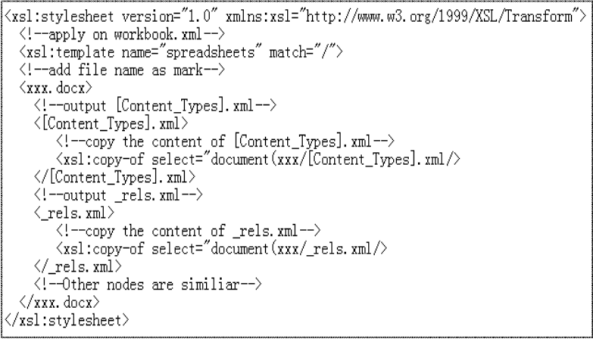 <xsl:stylesheet version="1.0" xmlns:xsl="http://www.w3.org/1999/XSL/Transform">
<!--apply on workbook.xml-->
<xsl:template name="spreadsheets" match="/">
<!--add file name as mark-->
<xxx.docx>
<!--output [Content_Types].xml-->
<[Content_Types].xml>
<!--copy the content of [Content_Types].xml-->
<xsl:copy-of select="document(xxx/[Content_Types].xml/>
</[Content_Types].xml>
<!--output _rels.xml-->
<_rels.xml>
<!--copy the content of _rels.xml-->
<xsl:copy-of select="document(xxx/_rels.xml/>
</_rels.xml>
<!--Other nodes are similiar-->
</xxx.docx>
</xsl:stylesheet>